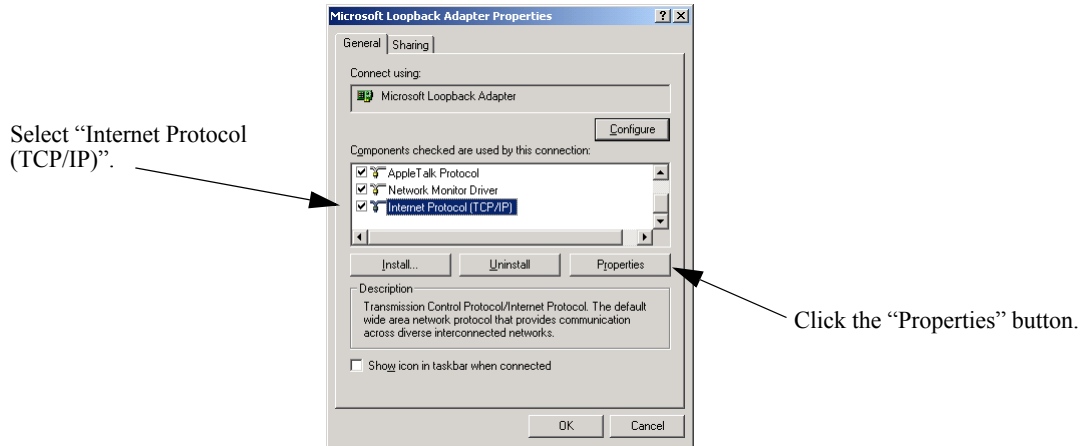 Microsoft Loopback Adapter Properties
General
Sharing
Connect using:
Microsoft Loopback Adapter
Configure
Select “Internet Protocol
(TCP/IP)”.
Components checked are used by this connection:
AppleTalk Protocol
Network Monitor Driver
Internet Protocol (TCP/IP)
Install...
Uninstall
Properties
Description
Transmission Control Protocol/Internet Protocol. The default
wide area network protocol that provides communication
across diverse interconnected networks.
Click the “Properties” button.
Show icon in taskbar when connected
OK
Cancel